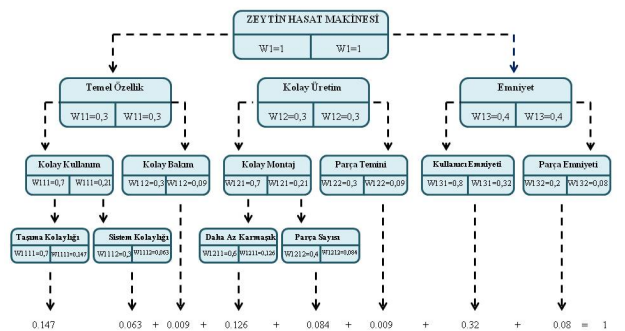 ZEYTİN HASAT MAKİNESİ
W1=1 W1=1
Temel Özellik Kolay Üretim Emniyet
W11=0,3 W11=0,3 W12=0,3 W12=0,3 W13=0,4 W13=0,4
Kolay Kullanım Kolay Bakım Kolay Montaj Parça Temini Kullanıcı Emniyeti Parça Emniyeti
W111=0,7 W111=0,21 W112=0,3 W112=0,09 W121=0,7 W121=0,21 W122=0,3 W122=0,09 W131=0,8 W131=0,32 W132=0,2 W132=0,08
Taşıma Kolaylığı Sistem Kolaylığı Daha Az Karmaşık Parça Sayısı
W1111=0,7 W1111=0,147 W1112=0,3 W1112=0,063 W1211=0,6 W1211=0,126 W1212=0,4 W1212=0,084
0.147 0.063 + 0.009 + 0.126 + 0.084 + 0.009 + 0.32 + 0.08 = 1